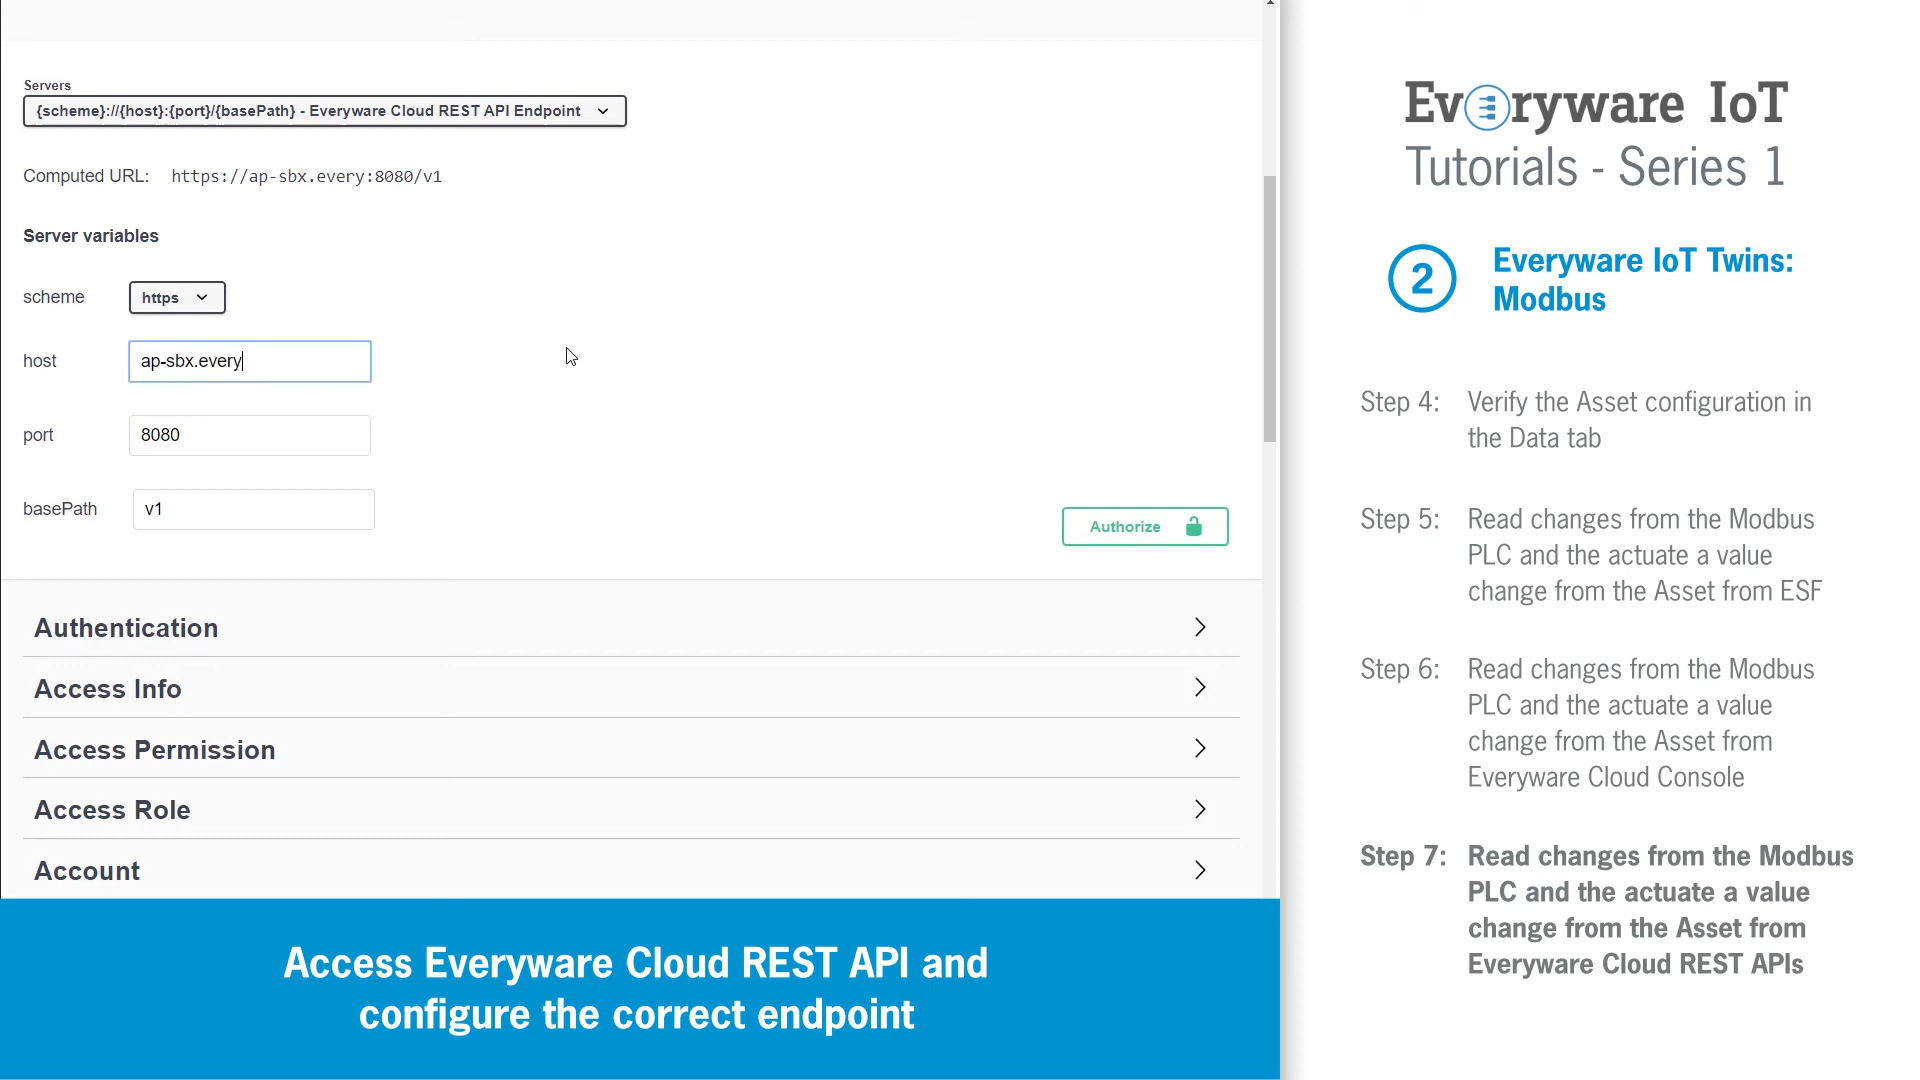 Servers
{scheme}://{host}:{port}/{basePath} - Everyware Cloud REST API Endpoint
Computed URL: https://ap-sbx.every:8080/v1
Server variables
scheme https
host ap-sbx.every
port 8080
basePath v1
Authorize
Authentication
Access Info
Access Permission
Access Role
Account
Access Everyware Cloud REST API and
configure the correct endpoint
Everyware IoT
Tutorials - Series 1
2 Everyware IoT Twins:
Modbus
Step 4: Verify the Asset configuration in
the Data tab
Step 5: Read changes from the Modbus
PLC and the actuate a value
change from the Asset from ESF
Step 6: Read changes from the Modbus
PLC and the actuate a value
change from the Asset from
Everyware Cloud Console
Step 7: Read changes from the Modbus
PLC and the actuate a value
change from the Asset from
Everyware Cloud REST APIs